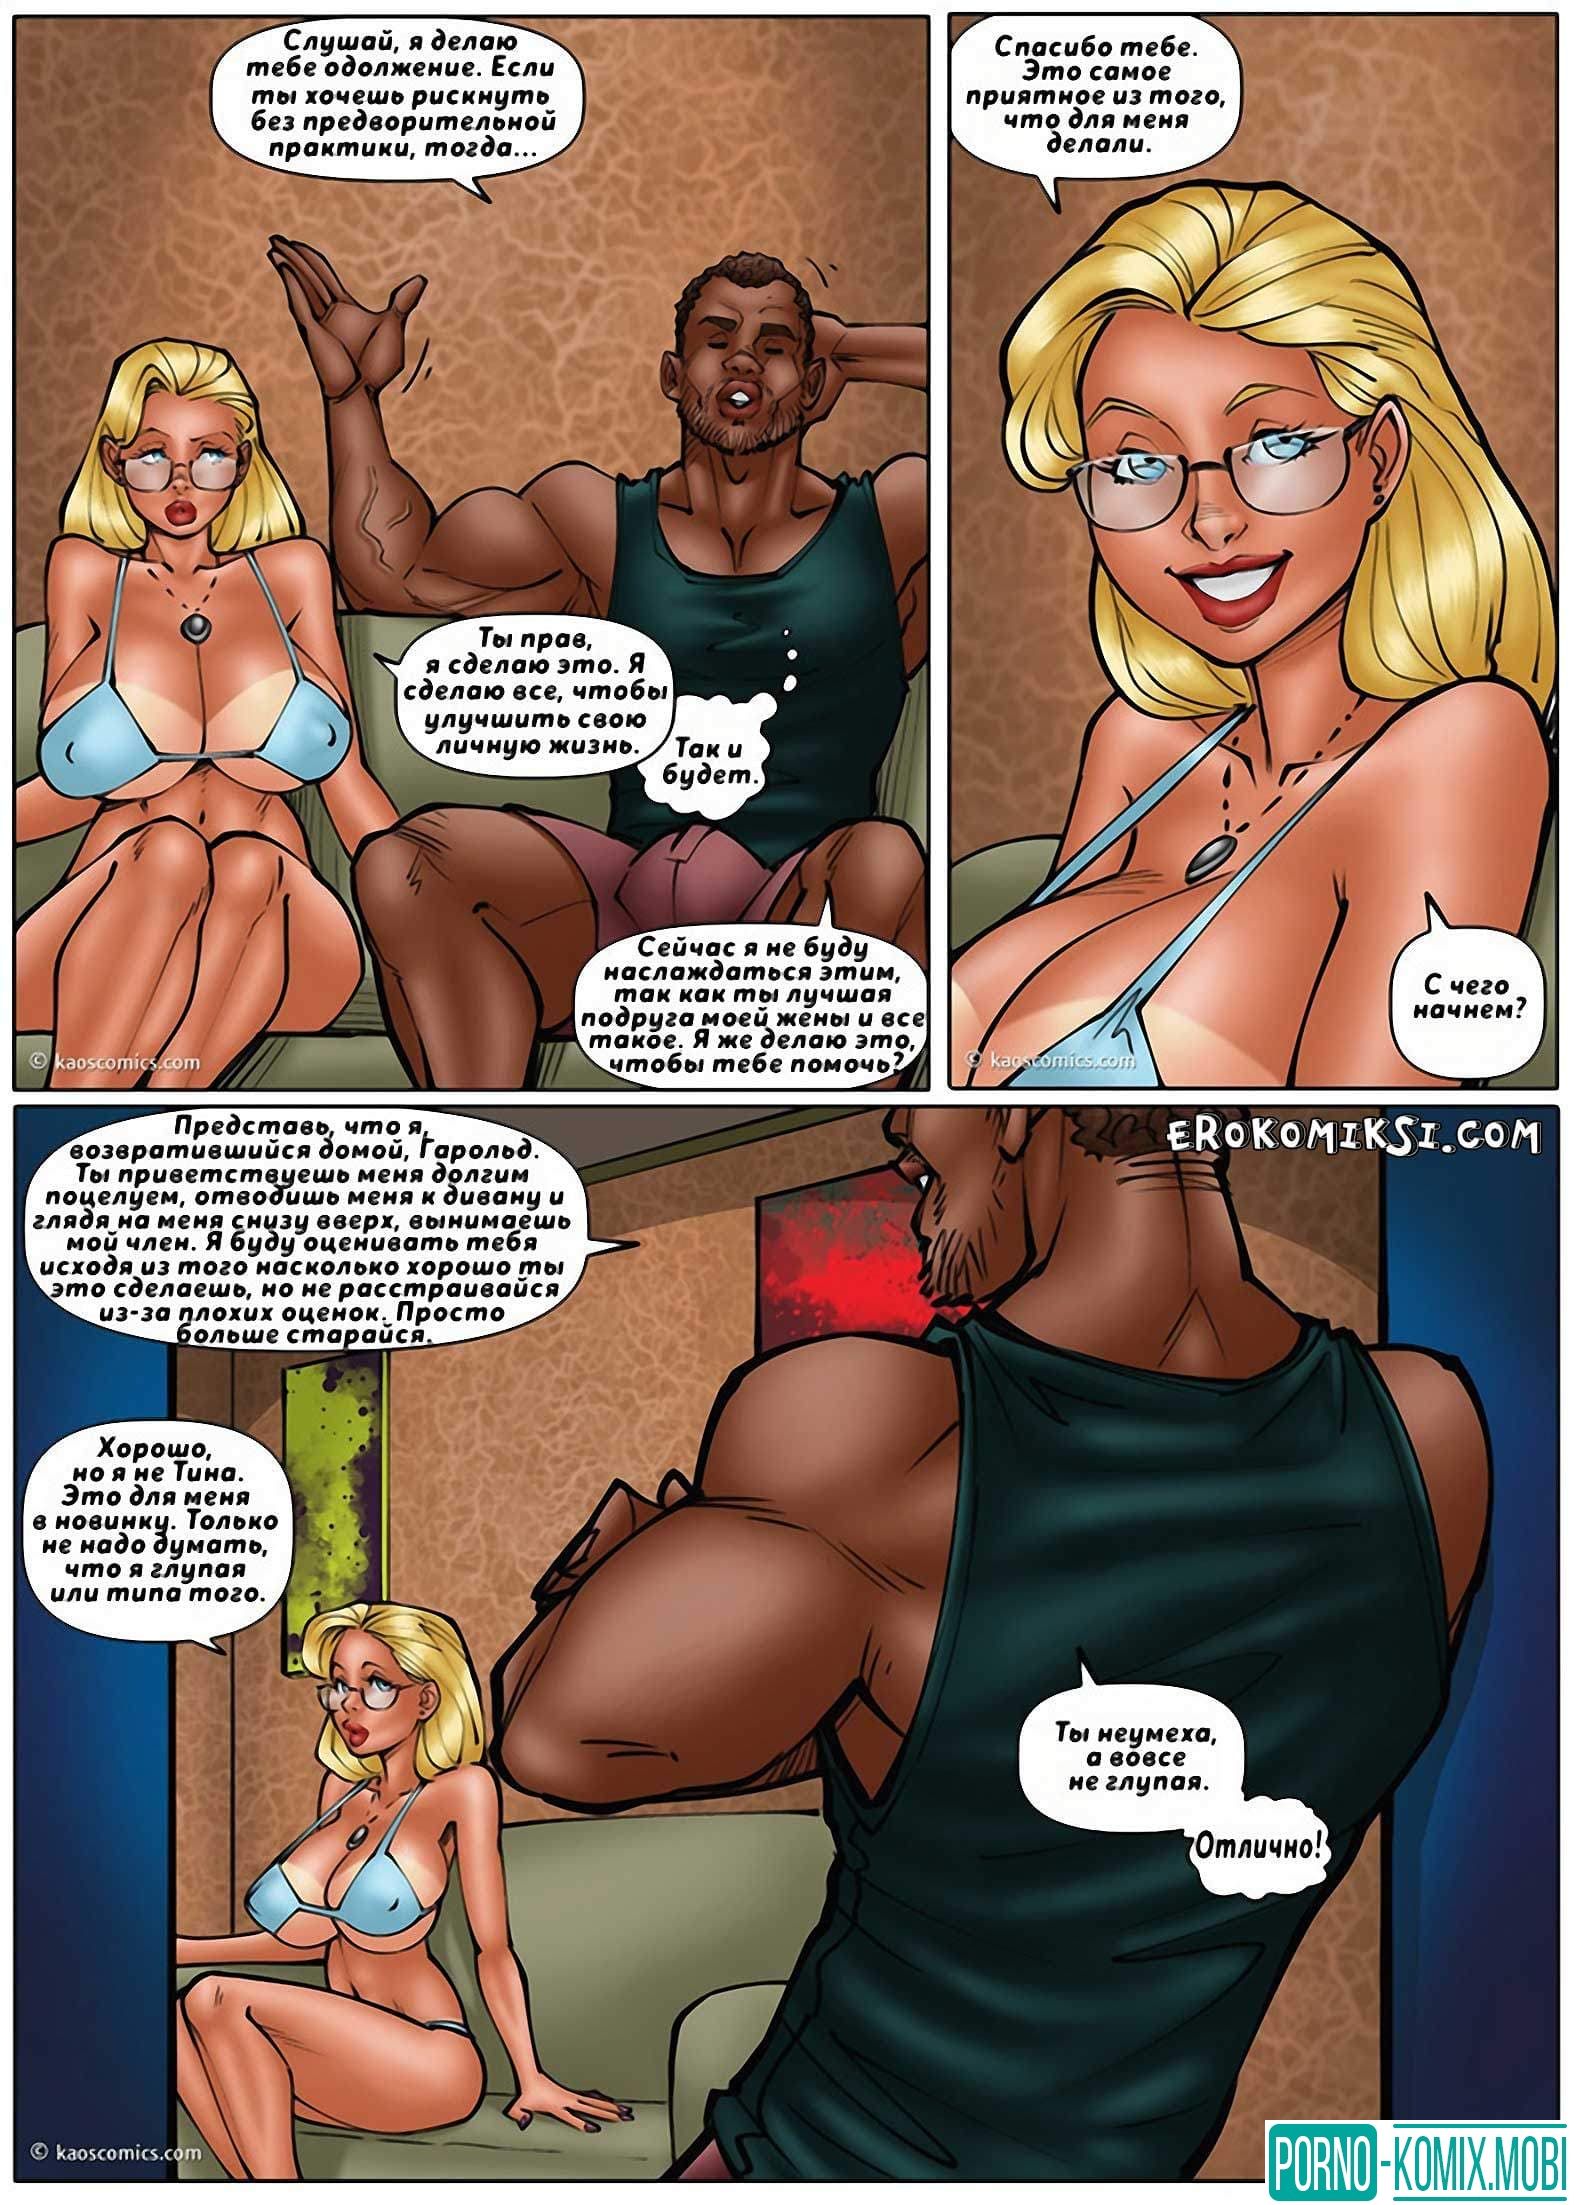 Слушай, я делаю
тебе одолжение. Если
ты хочешь рискнуть
без предворительной
практики, тогда...
Ты прав,
я сделаю это. Я
сделаю все, чтобы
улучшить свою
личную жизнь.
Так и
будет.
Сейчас я не буду
наслаждаться этим,
так как ты лучшая
подруга моей жены и все
такое. Я же делаю это,
чтобы тебе помочь?
© kaoscomics.com
Спасибо тебе.
Это самое
приятное из того,
что для меня
делали.
С чего
начнем?
© kaoscomics.com
EROKOMIKSI.COM
Представь, что я,
возвратившийся домой, Гарольд.
Ты приветствуешь меня долгим
поцелуем, отводишь меня к дивану и
глядя на меня снизу вверх, вынимаешь
мой член. Я буду оценивать тебя
исходя из того насколько хорошо ты
это сделаешь, но не расстраивайся
из-за плохих оценок. Просто
больше старайся.
Хорошо,
но я не Тина.
Это для меня
в новинку. Только
не надо думать,
что я глупая
или типа того.
Ты неумеха,
а вовсе
не глупая.
Отлично!
© kaoscomics.com
PORNO-KOMIX.MOBI